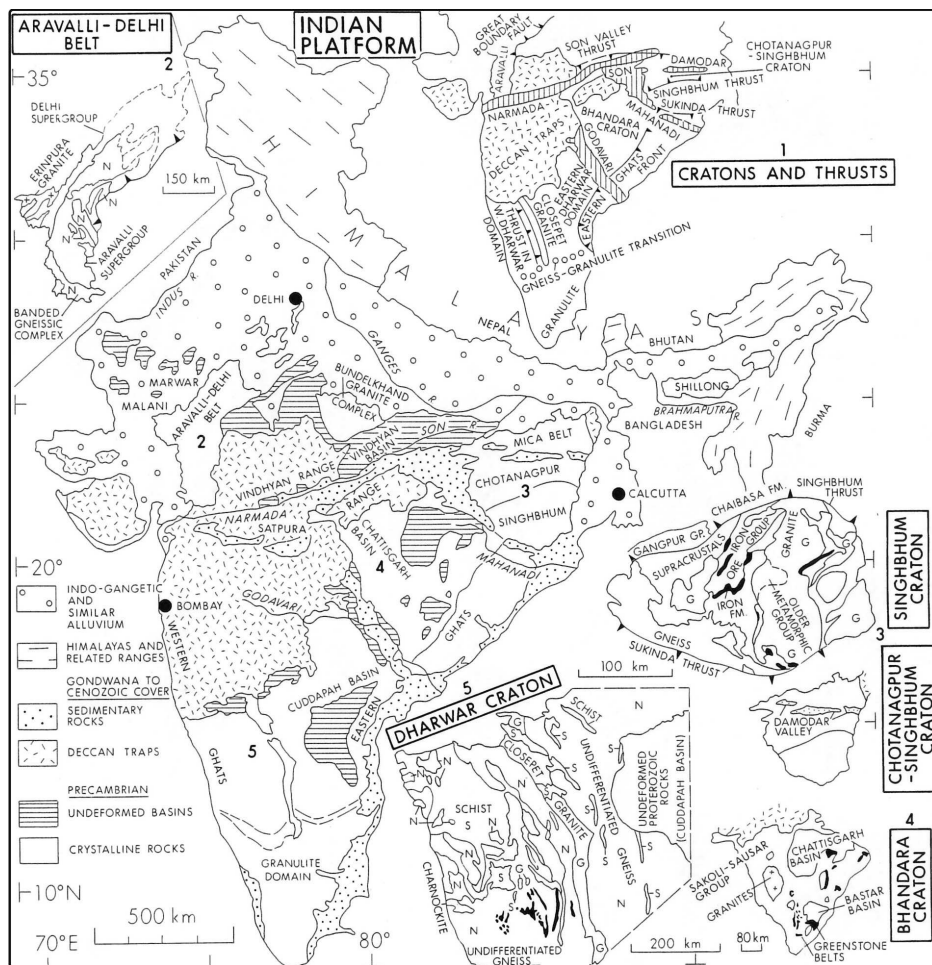 ARAVALLI-DELHI
BELT
2
INDIAN
PLATFORM
35°
DELHI
SUPERGROUP
ERINPURA
GRANITE
N
N
N
N
N
150 km
ARAVALLI
SUPERGROUP
BANDED
GNEISSIC
COMPLEX
GREAT
BOUNDARY
FAULT
ARAVALLI
SON VALLEY
THRUST
DAMODAR
CHOTANAGPUR
-SINGHBHUM
CRATON
SON
SINGHBHUM THRUST
SUKINDA THRUST
NARMADA
MAHANADI
BHANDARA
CRATON
DECCAN TRAPS
GODAVARI
GHATS
FRONT
EASTERN
DHARWAR
DOMAIN
EASTERN
CLOSEPET
GRANITE
THRUST IN
W DHARWAR
DOMAIN
GNEISS-GRANULITE TRANSITION
GRANULITE
1
CRATONS AND THRUSTS
H
I
M
A
L
A
Y
A
S
PAKISTAN
INDUS R.
DELHI
GANGES
R
NEPAL
BHUTAN
SHILLONG
BRAHMAPUTRA R.
BANGLADESH
BURMA
MARWAR
MALANI
ARAVALLI-DELHI
BELT
2
BUNDELKHAND
GRANITE
COMPLEX
VINDHYAN RANGE
VINDHYAN
BASIN
SON R.
MICA BELT
CHOTANAGPUR
3
SINGHBHUM
CALCUTTA
NARMADA
SATPURA
RANGE
CHATTISGARH
BASIN
4
MAHANADI
GHATS
20°
BOMBAY
GODAVARI
WESTERN
GHATS
CUDDAPAH BASIN
EASTERN
5
GRANULITE
DOMAIN
INDO-GANGETIC
AND
SIMILAR
ALLUVIUM
HIMALAYAS AND
RELATED RANGES
GONDWANA TO
CENOZOIC COVER
SEDIMENTARY
ROCKS
DECCAN TRAPS
PRECAMBRIAN
UNDEFORMED BASINS
CRYSTALLINE ROCKS
10°N
500 km
70°E
80°
CHAIBASA FM.
SINGHBHUM
THRUST
GANGPUR GP.
SUPRACRUSTALS
IRON
ORE
GROUP
GRANITE
IRON
FM.
OLDER
METAMORPHIC
GROUP
G
G
G
G
G
GNEISS
SUKINDA THRUST
100 km
SINGHBHUM
CRATON
3
DAMODAR
VALLEY
CHOTANAGPUR
-SINGHBHUM
CRATON
5
DHARWAR CRATON
SCHIST
N
G
S
S
CLOSEPET
GRANITE
UNDIFFERENTIATED
GNEISS
UNDEFORMED
PROTEROZOIC
ROCKS
(CUDDAPAH BASIN)
SCHIST
S
N
N
N
CHARNOCKITE
UNDIFFERENTIATED
GNEISS
200 km
4
BHANDARA
CRATON
SAKOLI-SAUSAR
GROUP
GRANITES
CHATTISGARH
BASIN
BASTAR
BASIN
GREENSTONE
BELTS
80km